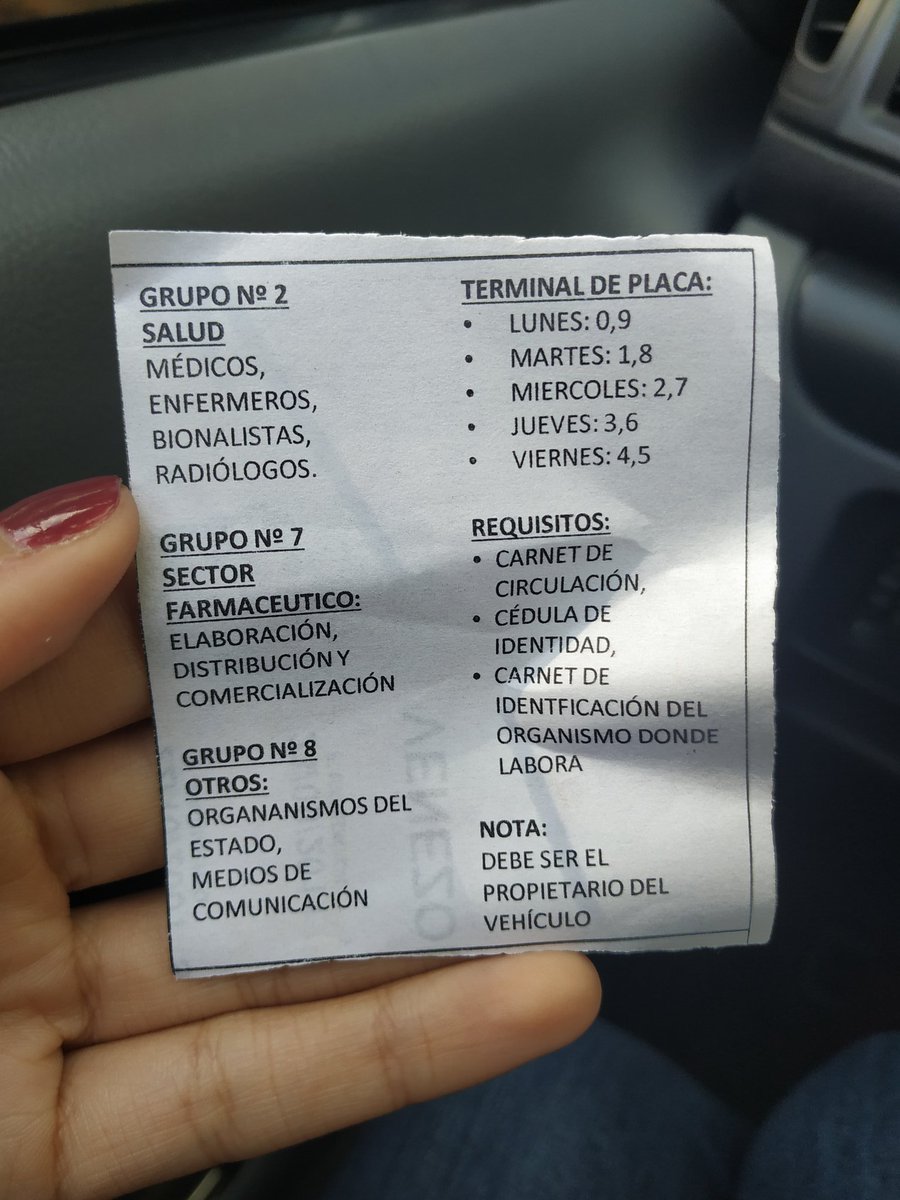 GRUPO Nº 2
SALUD
MÉDICOS,
ENFERMEROS,
BIONALISTAS,
RADIÓLOGOS.
GRUPO Nº 7
SECTOR
FARMACEUTICO:
ELABORACIÓN,
DISTRIBUCIÓN Y
COMERCIALIZACIÓN
GRUPO Nº 8
OTROS:
ORGANANISMOS DEL
ESTADO,
MEDIOS DE
COMUNICACIÓN
TERMINAL DE PLACA:
• LUNES: 0,9
• MARTES: 1,8
• MIERCOLES: 2,7
• JUEVES: 3,6
• VIERNES: 4,5
REQUISITOS:
• CARNET DE
CIRCULACIÓN,
• CÉDULA DE
IDENTIDAD,
• CARNET DE
IDENTFICACIÓN DEL
ORGANISMO DONDE
LABORA
NOTA:
DEBE SER EL
PROPIETARIO DEL
VEHÍCULO